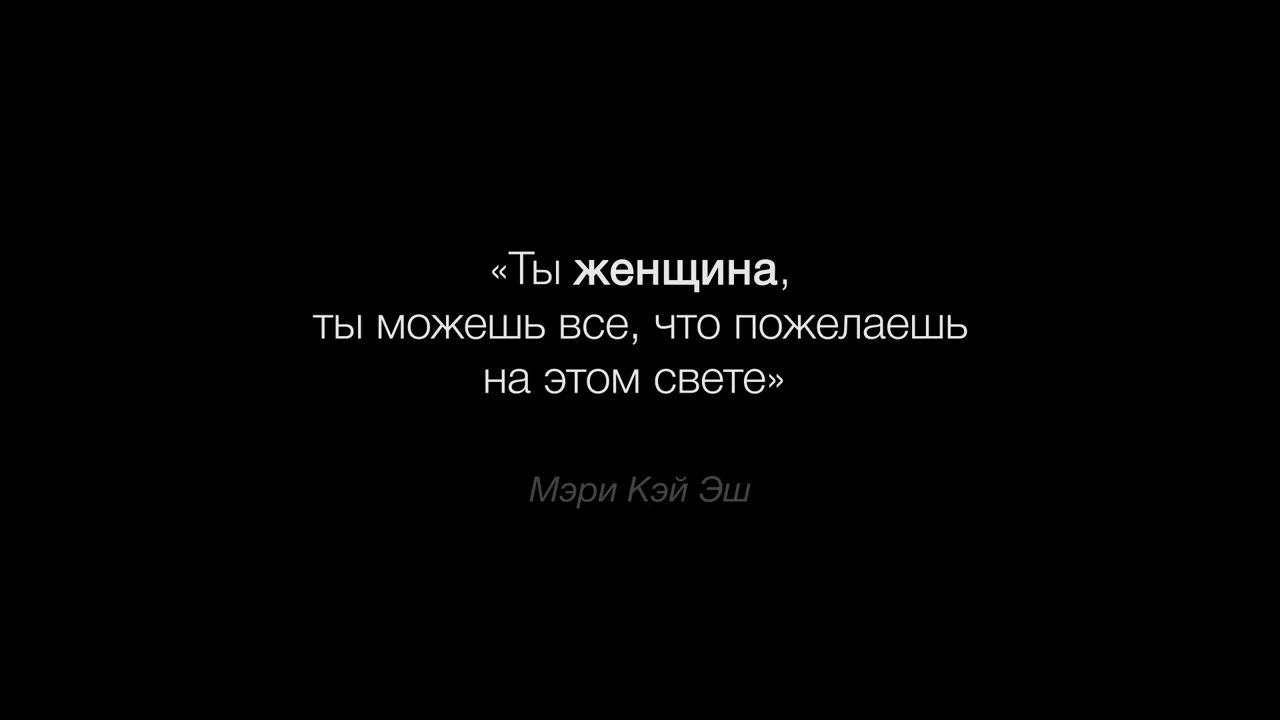 «Ты женщина,
ты можешь все, что пожелаешь
на этом свете»
Мэри Кэй Эш